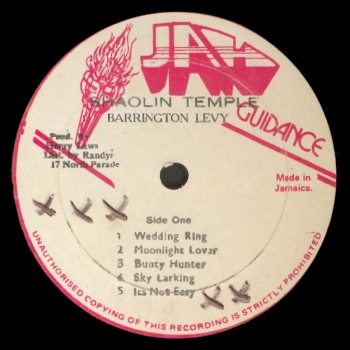 JAH
GUIDANCE
SHAOLIN TEMPLE
BARRINGTON LEVY
Prod. By
Henry Laws
Dist. by Randys
17 North Parade
Made in
Jamaica.
Side One
1 Wedding Ring
2 Moonlight Lovar
3 Bunty Hunter
4 Sky Larking
5 Its Not Easy
UNAUTHORISED COPYING OF THIS RECORDING IS STRICTLY PROHIBITED